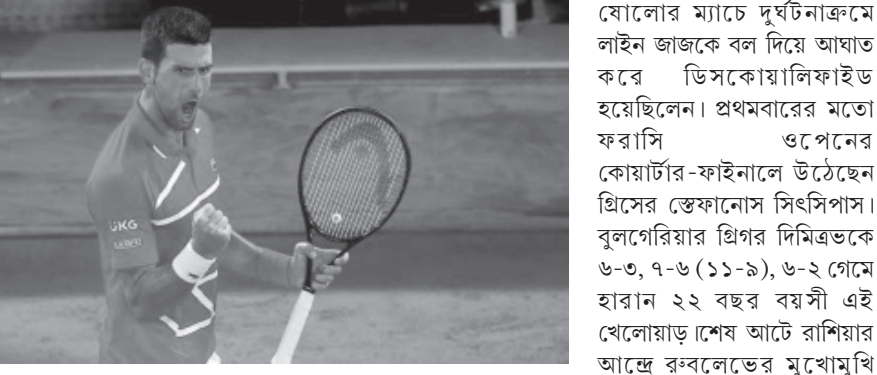 ষোলোর ম্যাচে দুর্ঘটনাক্রমে
লাইন জাজকে বল দিয়ে আঘাত
করে ডিসকোয়ালিফাইড
হয়েছিলেন। প্রথমবারের মতো
ফরাসি ওপেনের
কোয়ার্টার-ফাইনালে উঠেছেন
গ্রিসের স্তেফানোস সিৎসিপাস।
বুলগেরিয়ার গ্রিগর দিমিত্রভকে
৬-৩, ৭-৬ (১১-৯), ৬-২ গেমে
হারান ২২ বছর বয়সী এই
খেলোয়াড়।শেষ আটে রাশিয়ার
আন্দ্রে রুবলেভের মুখোমুখি
UKG